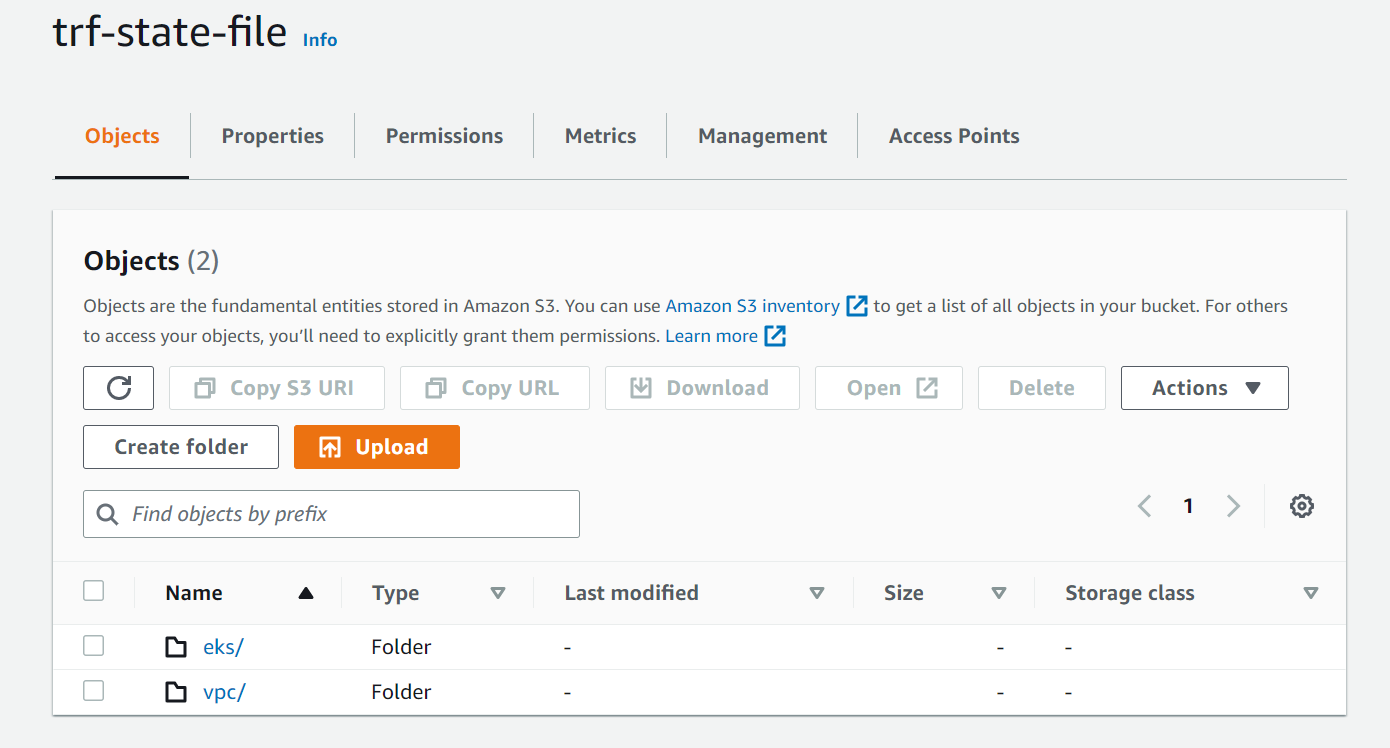 trf-state-file Info
Objects Properties Permissions Metrics Management Access Points
Objects (2)
Objects are the fundamental entities stored in Amazon S3. You can use Amazon S3 inventory to get a list of all objects in your bucket. For others
to access your objects, you’ll need to explicitly grant them permissions. Learn more
Copy S3 URI Copy URL Download Open Delete Actions
Create folder Upload
Find objects by prefix 1
Name Type Last modified Size Storage class
eks/ Folder - - -
vpc/ Folder - - -